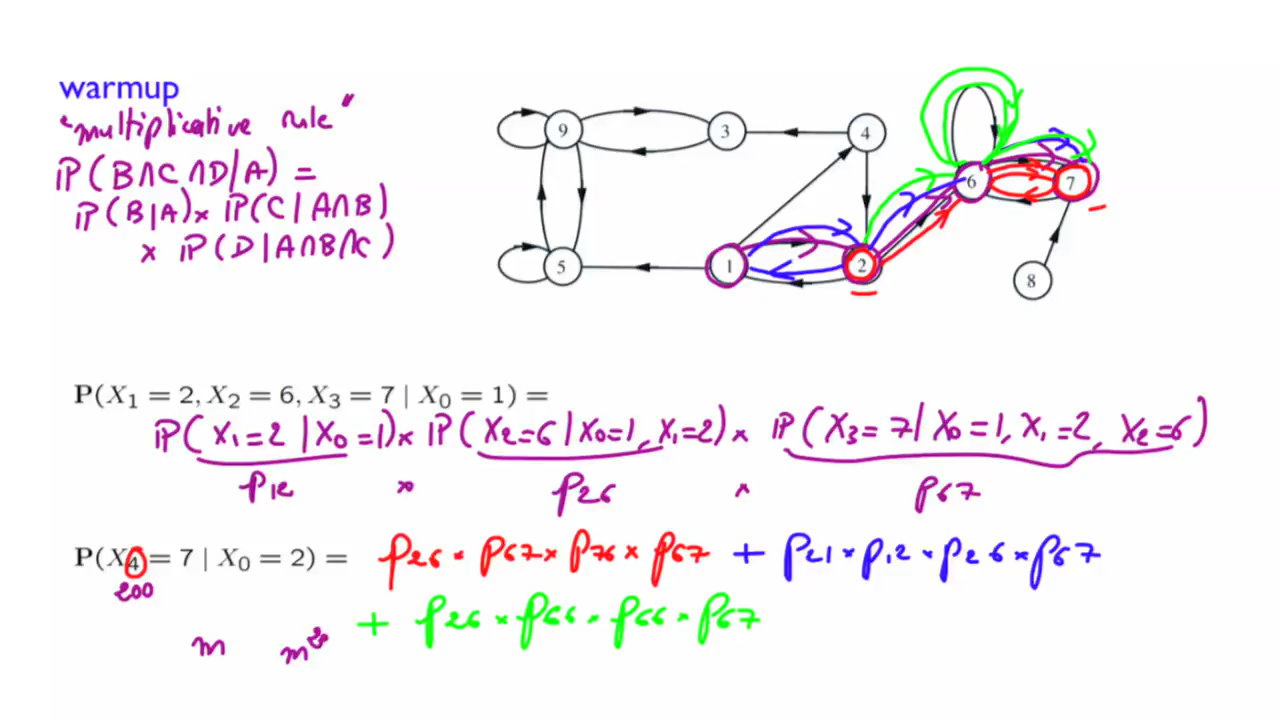 warmup
"multiplicative rule"
P(B∩C∩D|A) =
P(B|A) × P(C|A∩B)
× P(D|A∩B∩C)
9 3 4 6 7
5 1 2 8
P(X₁ = 2, X₂ = 6, X₃ = 7 | X₀ = 1) =
P(X₁=2|X₀=1) × P(X₂=6|X₀=1, X₁=2) × P(X₃=7|X₀=1, X₁=2, X₂=6)
p₁₂ × p₂₆ × p₆₇
P(X₄ = 7 | X₀ = 2) = p₂₆ × p₆₇ × p₇₆ × p₆₇ + p₂₁ × p₁₂ × p₂₆ × p₆₇
200
+ p₂₆ × p₆₆ × p₆₆ × p₆₇
m